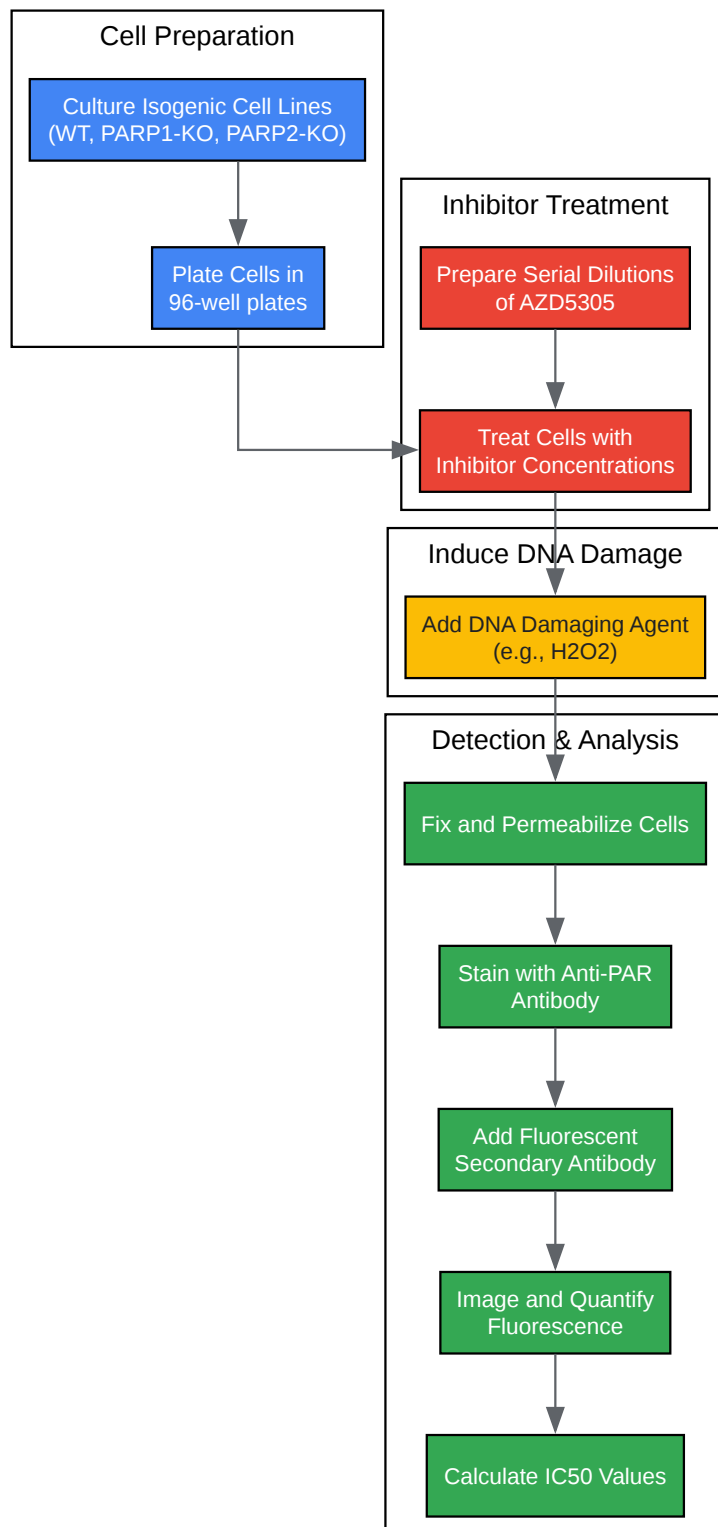 Cell Preparation
Culture Isogenic Cell Lines
(WT, PARP1-KO, PARP2-KO)
Plate Cells in
96-well plates
Inhibitor Treatment
Prepare Serial Dilutions
of AZD5305
Treat Cells with
Inhibitor Concentrations
Induce DNA Damage
Add DNA Damaging Agent
(e.g., H2O2)
Detection & Analysis
Fix and Permeabilize Cells
Stain with Anti-PAR
Antibody
Add Fluorescent
Secondary Antibody
Image and Quantify
Fluorescence
Calculate IC50 Values